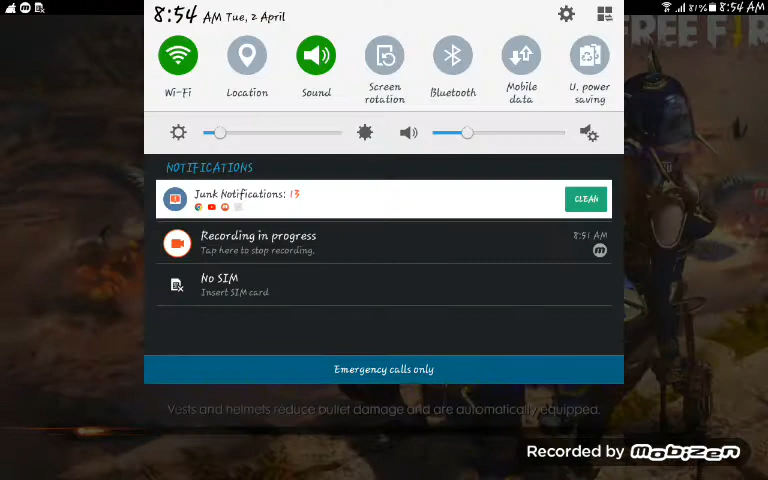 8:54 AM Tue, 2 April
81% 8:54 AM
FREE FIR
Wi-Fi
Location
Sound
Screen
rotation
Bluetooth
Mobile
data
U. power
saving
NOTIFICATIONS
Junk Notifications: 13
CLEAN
Recording in progress
8:51 AM
Tap here to stop recording.
m
No SIM
Insert SIM card
Emergency calls only
Vests and helmets reduce bullet damage and are automatically equipped.
Recorded by mobizen